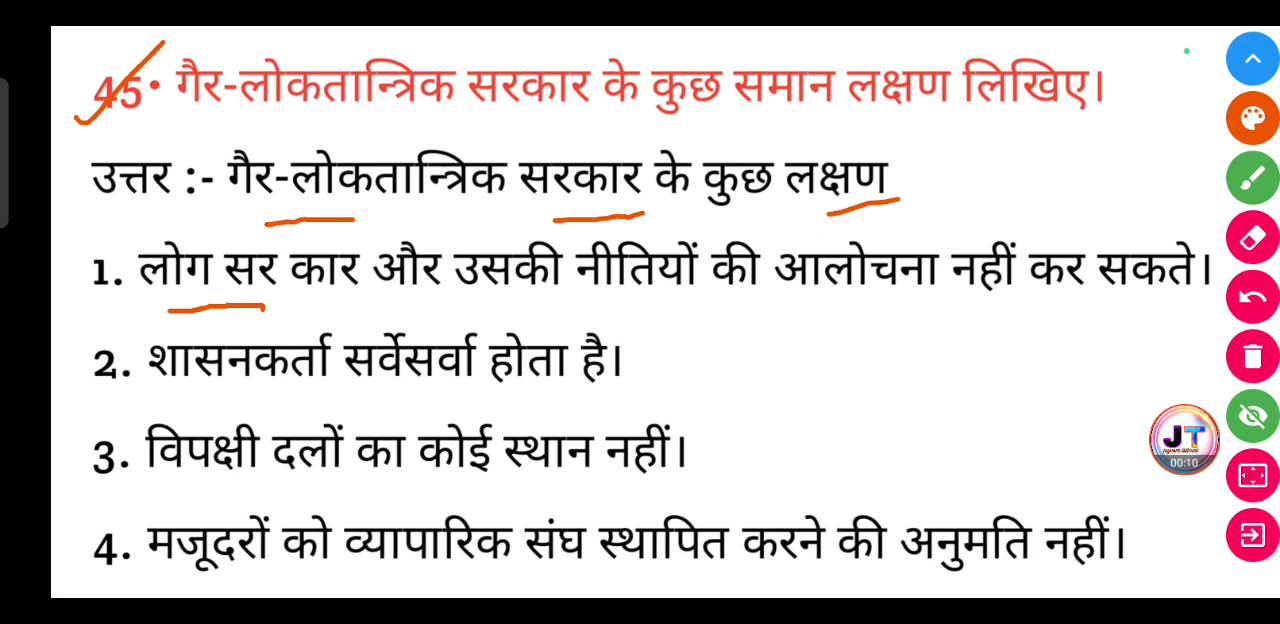 45• गैर-लोकतान्त्रिक सरकार के कुछ समान लक्षण लिखिए।
उत्तर :- गैर-लोकतान्त्रिक सरकार के कुछ लक्षण
1. लोग सर कार और उसकी नीतियों की आलोचना नहीं कर सकते।
2. शासनकर्ता सर्वेसर्वा होता है।
3. विपक्षी दलों का कोई स्थान नहीं।
JT
00:10
4. मजूदरों को व्यापारिक संघ स्थापित करने की अनुमति नहीं।